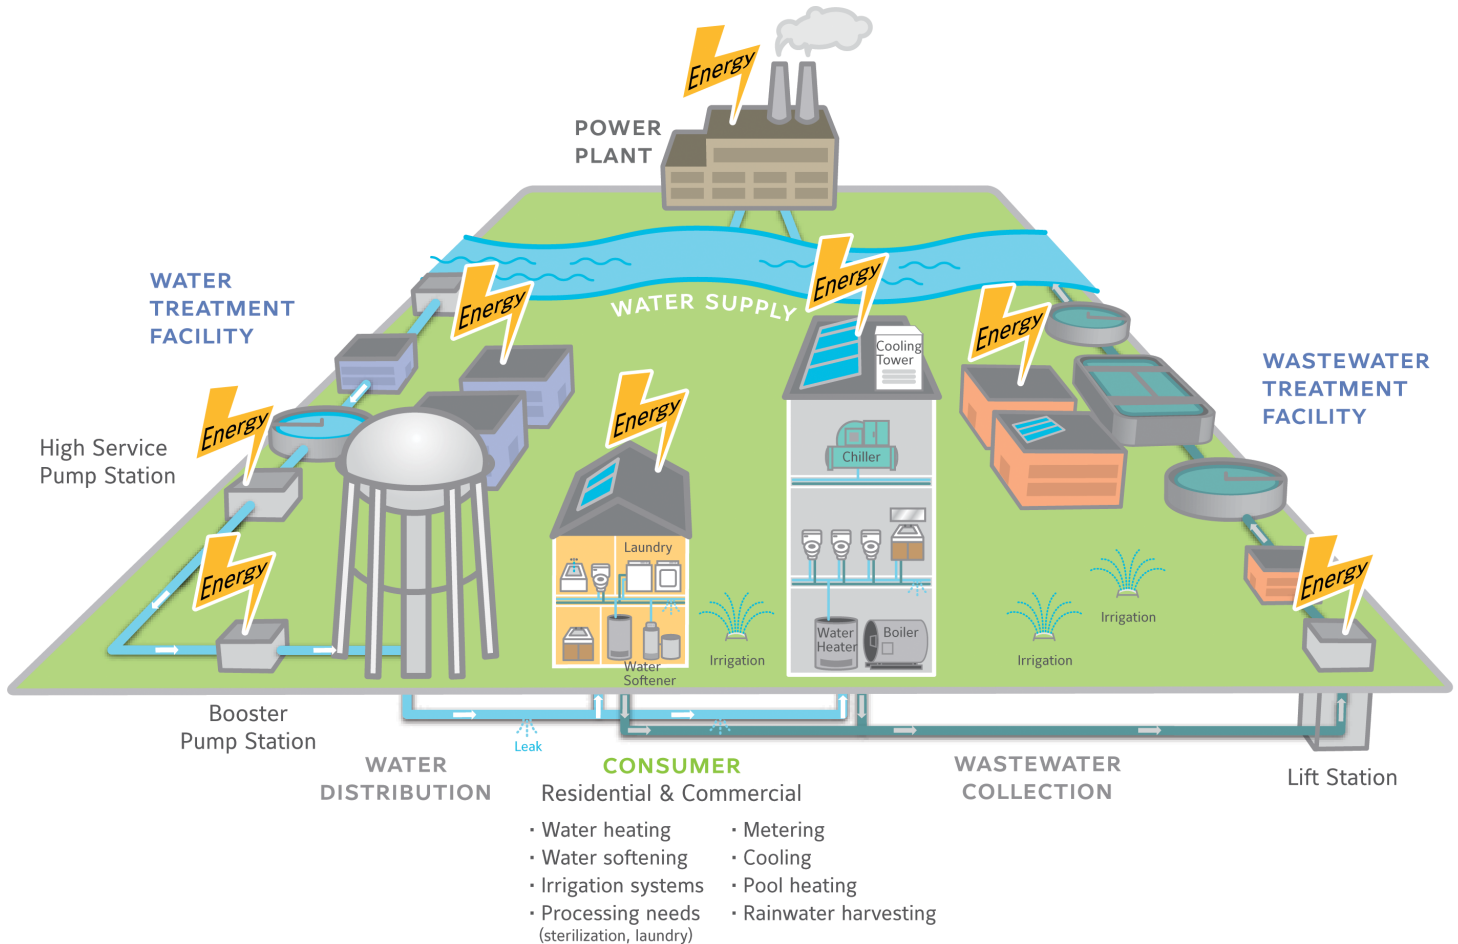 Energy
POWER
PLANT
WATER
TREATMENT
FACILITY
Energy
WATER SUPPLY
Energy
Cooling
Tower
Energy
WASTEWATER
TREATMENT
FACILITY
High Service
Pump Station
Energy
Energy
Chiller
Energy
Laundry
Water
Softener
Irrigation
Water
Heater
Boiler
Irrigation
Irrigation
Energy
Booster
Pump Station
Leak
WATER
DISTRIBUTION
CONSUMER
Residential & Commercial
· Water heating
· Water softening
· Irrigation systems
· Processing needs
(sterilization, laundry)
· Metering
· Cooling
· Pool heating
· Rainwater harvesting
WASTEWATER
COLLECTION
Lift Station